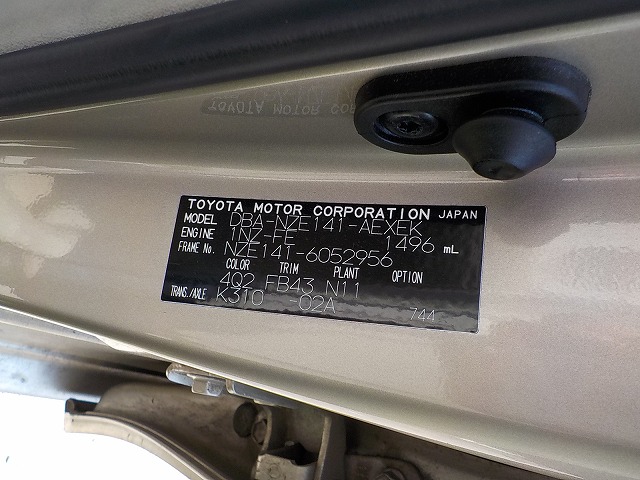 TOYOTA MOTOR CORPORATION JAPAN
MODEL DBA-NZE141-AEXEK
ENGINE 1NZ-FE 1496 mL
FRAME No. NZE141-6052956
COLOR TRIM PLANT OPTION
4Q2 FB43 N11
TRANS./AXLE K310 -02A
744